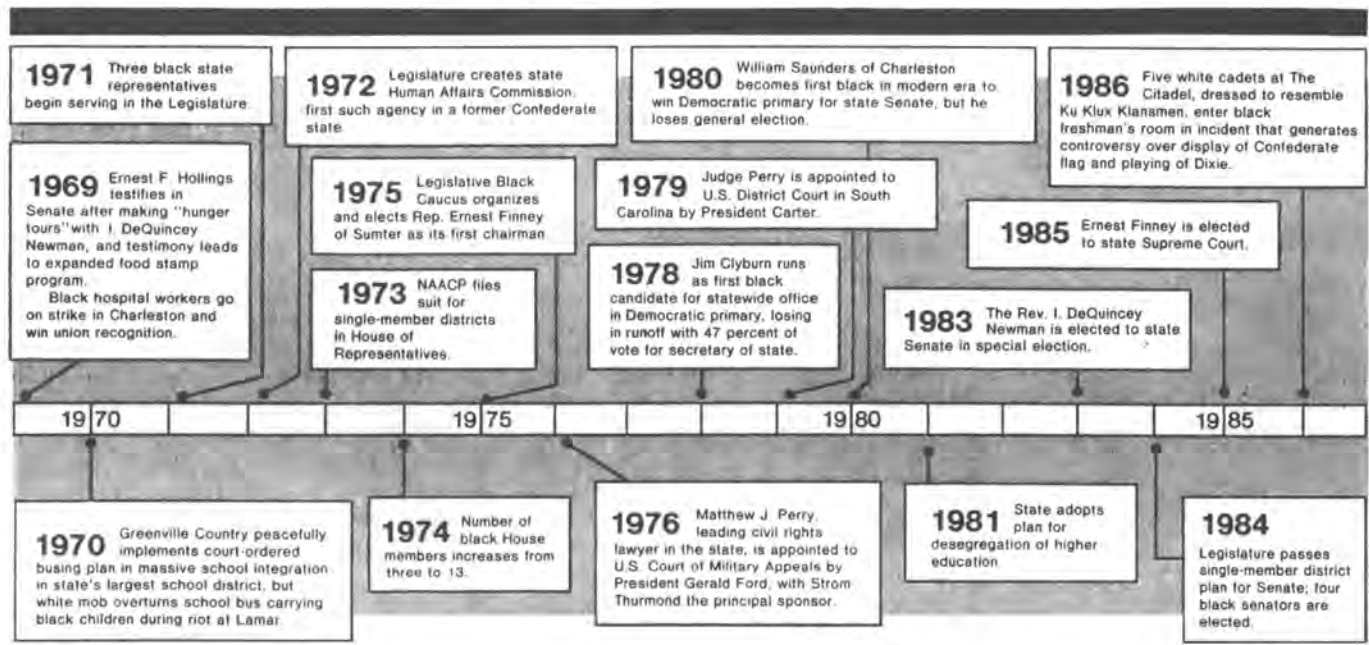 1971 Three black state
representatives
begin serving in the Legislature.
1972 Legislature creates state
Human Affairs Commission,
first such agency in a former Confederate
state.
1980 William Saunders of Charleston
becomes first black in modern era to
win Democratic primary for state Senate, but he
loses general election.
1986 Five white cadets at The
Citadel, dressed to resemble
Ku Klux Klansmen, enter black
freshman's room in incident that generates
controversy over display of Confederate
flag and playing of Dixie.
1969 Ernest F. Hollings
testifies in
Senate after making "hunger
tours" with I. DeQuincey
Newman, and testimony leads
to expanded food stamp
program.
Black hospital workers go
on strike in Charleston and
win union recognition.
1975 Legislative Black
Caucus organizes
and elects Rep. Ernest Finney
of Sumter as its first chairman.
1979 Judge Perry is appointed to
U.S. District Court in South
Carolina by President Carter.
1985 Ernest Finney is elected
to state Supreme Court.
1973 NAACP files
suit for
single-member districts
in House of
Representatives.
1978 Jim Clyburn runs
as first black
candidate for statewide office
in Democratic primary, losing
in runoff with 47 percent of
vote for secretary of state.
1983 The Rev. I. DeQuincey
Newman is elected to state
Senate in special election.
1970 1975 1980 1985
1970 Greenville Country peacefully
implements court-ordered
busing plan in massive school integration
in state's largest school district, but
white mob overturns school bus carrying
black children during riot at Lamar.
1974 Number of
black House
members increases from
three to 13.
1976 Matthew J. Perry,
leading civil rights
lawyer in the state, is appointed to
U.S. Court of Military Appeals by
President Gerald Ford, with Strom
Thurmond the principal sponsor.
1981 State adopts
plan for
desegregation of higher
education.
1984
Legislature passes
single-member district
plan for Senate; four
black senators are
elected.